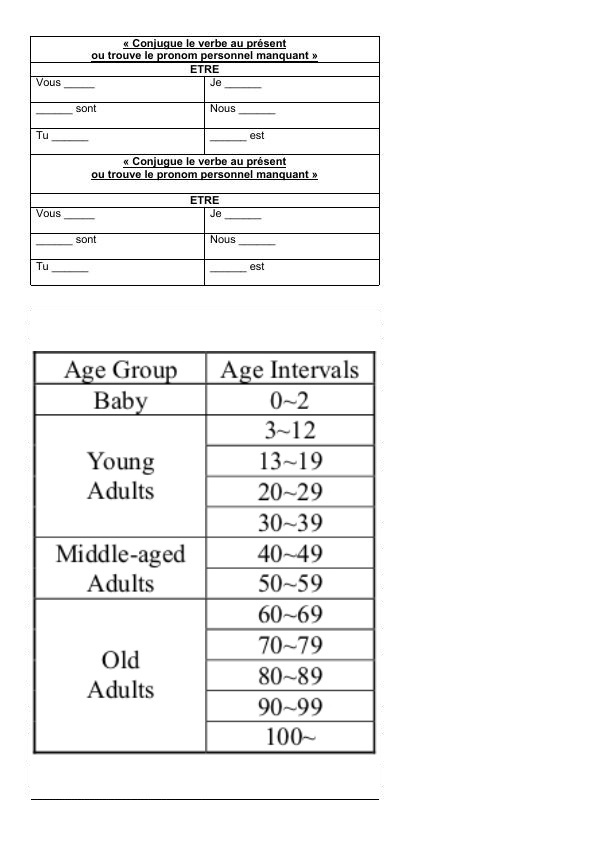 « Conjugue le verbe au présent
ou trouve le pronom personnel manquant »
ETRE
Vous _____
Je ______
______ sont
Nous ______
Tu ______
______ est
« Conjugue le verbe au présent
ou trouve le pronom personnel manquant »
ETRE
Vous _____
Je ______
______ sont
Nous ______
Tu ______
______ est
Age Group
Age Intervals
Baby
0~2
Young
Adults
3~12
13~19
20~29
30~39
Middle-aged
Adults
40~49
50~59
Old
Adults
60~69
70~79
80~89
90~99
100~